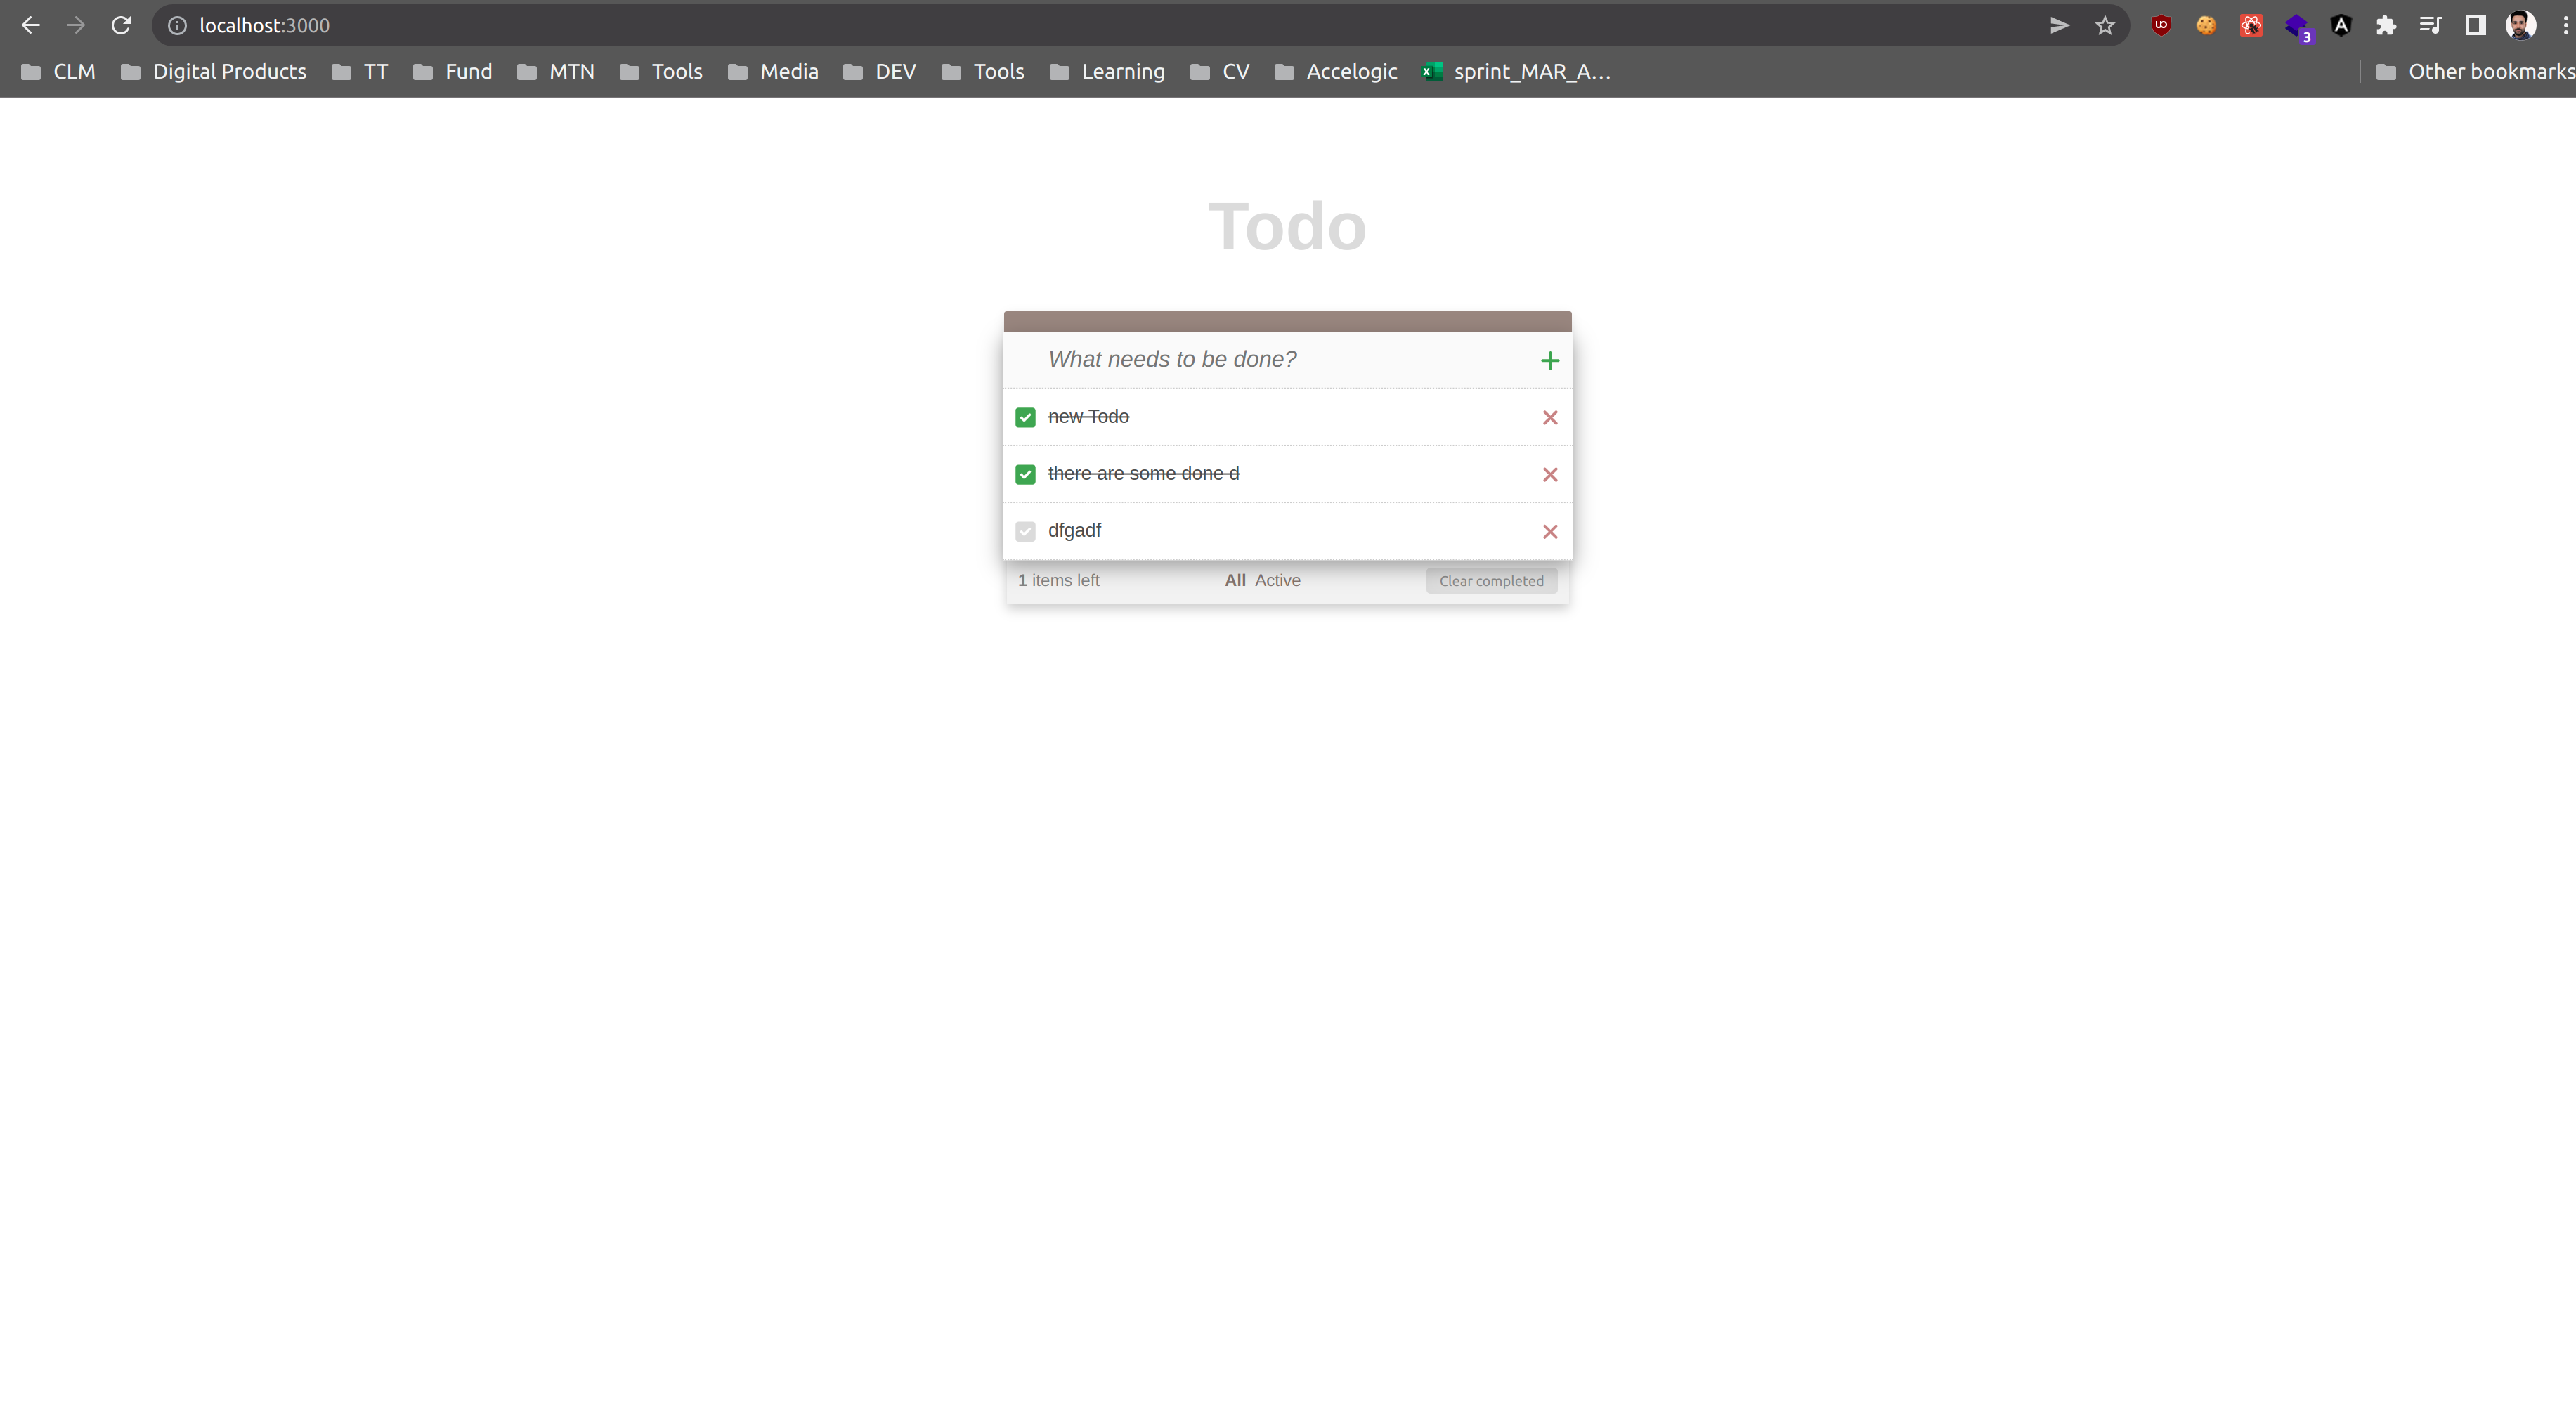 localhost:3000
CLM Digital Products TT Fund MTN Tools Media DEV Tools Learning CV Accelogic sprint_MAR_A... Other bookmarks
3
Todo
What needs to be done?
new Todo
there are some done d
dfgadf
1 items left All Active Clear completed